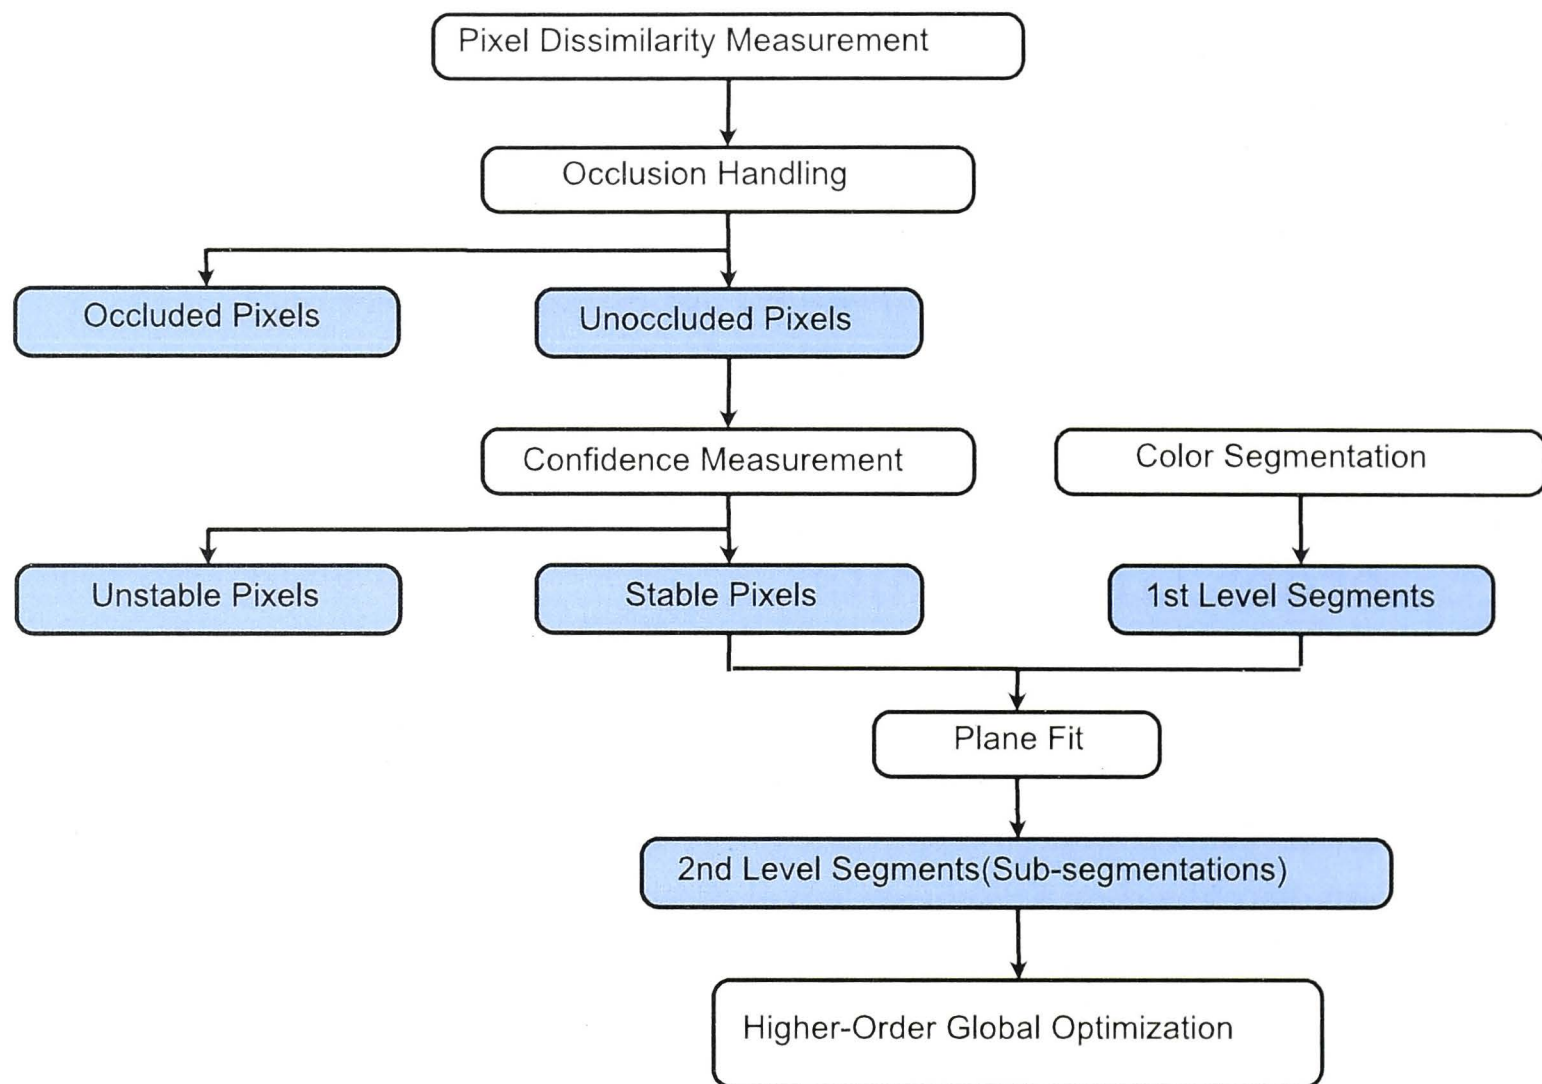 Pixel Dissimilarity Measurement
Occlusion Handling
Occluded Pixels
Unoccluded Pixels
Confidence Measurement
Color Segmentation
Unstable Pixels
Stable Pixels
1st Level Segments
Plane Fit
2nd Level Segments(Sub-segmentations)
Higher-Order Global Optimization